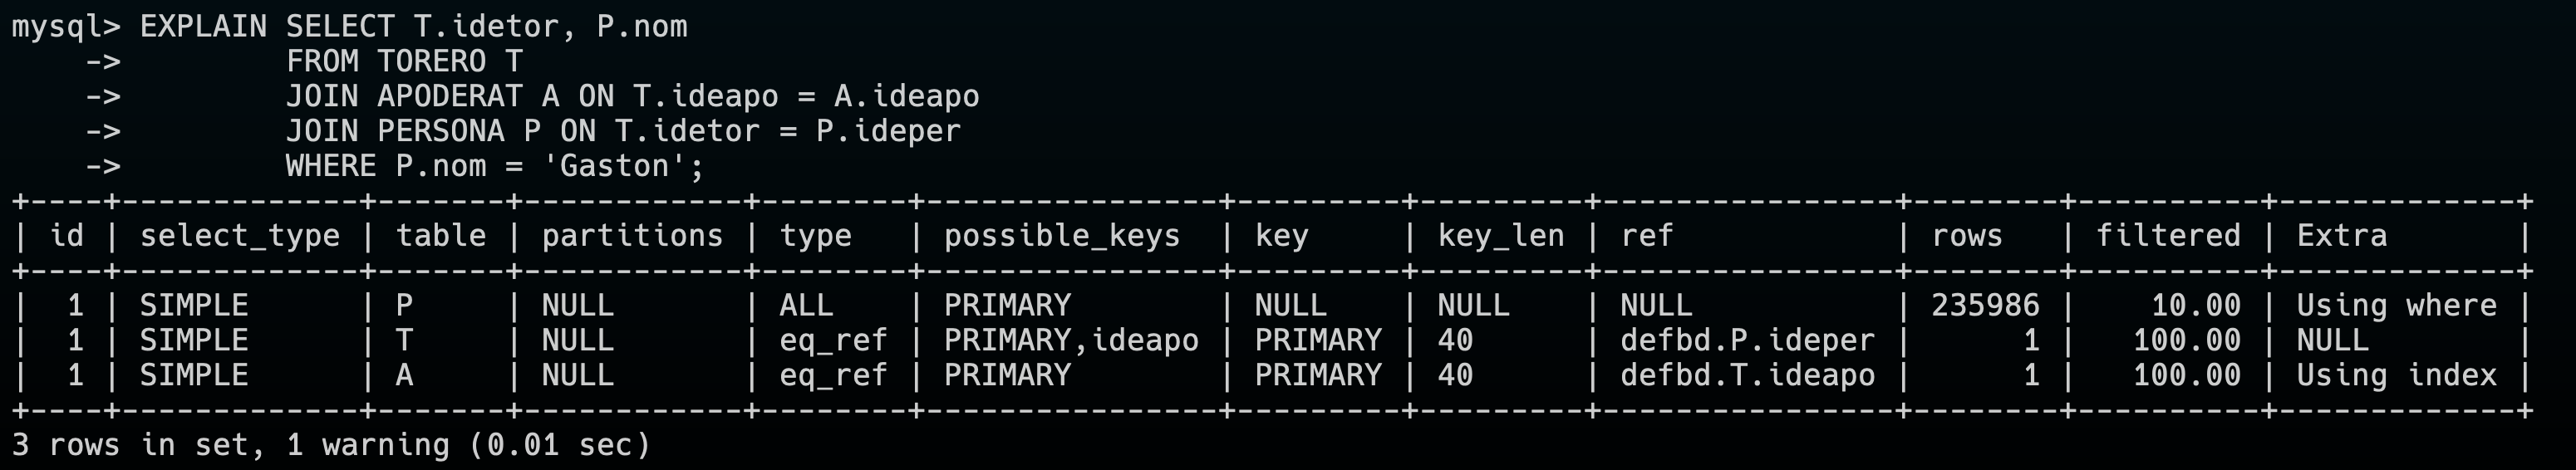 mysql> EXPLAIN SELECT T.idetor, P.nom
    ->         FROM TORERO T
    ->         JOIN APODERAT A ON T.ideapo = A.ideapo
    ->         JOIN PERSONA P ON T.idetor = P.ideper
    ->         WHERE P.nom = 'Gaston';
+----+-------------+-------+------------+--------+----------------+---------+---------+----------------+--------+----------+-------------+
| id | select_type | table | partitions | type   | possible_keys  | key     | key_len | ref            | rows   | filtered | Extra       |
+----+-------------+-------+------------+--------+----------------+---------+---------+----------------+--------+----------+-------------+
|  1 | SIMPLE      | P     | NULL       | ALL    | PRIMARY        | NULL    | NULL    | NULL           | 235986 |    10.00 | Using where |
|  1 | SIMPLE      | T     | NULL       | eq_ref | PRIMARY,ideapo | PRIMARY | 40      | defbd.P.ideper |      1 |   100.00 | NULL        |
|  1 | SIMPLE      | A     | NULL       | eq_ref | PRIMARY        | PRIMARY | 40      | defbd.T.ideapo |      1 |   100.00 | Using index |
+----+-------------+-------+------------+--------+----------------+---------+---------+----------------+--------+----------+-------------+
3 rows in set, 1 warning (0.01 sec)